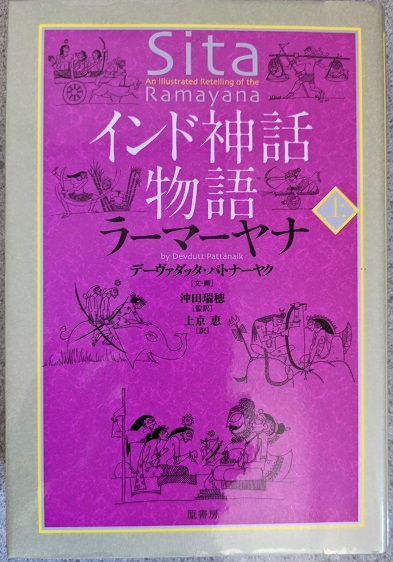 Sita
An Illustrated Retelling of the
Ramayana
インド神話
物語
上
ラーマーヤナ
by Devdutt Pattanaik
デーヴァダッタ・パトナーヤク
[文・画]
沖田瑞穂
[監訳]
上京 恵
[訳]
原書房